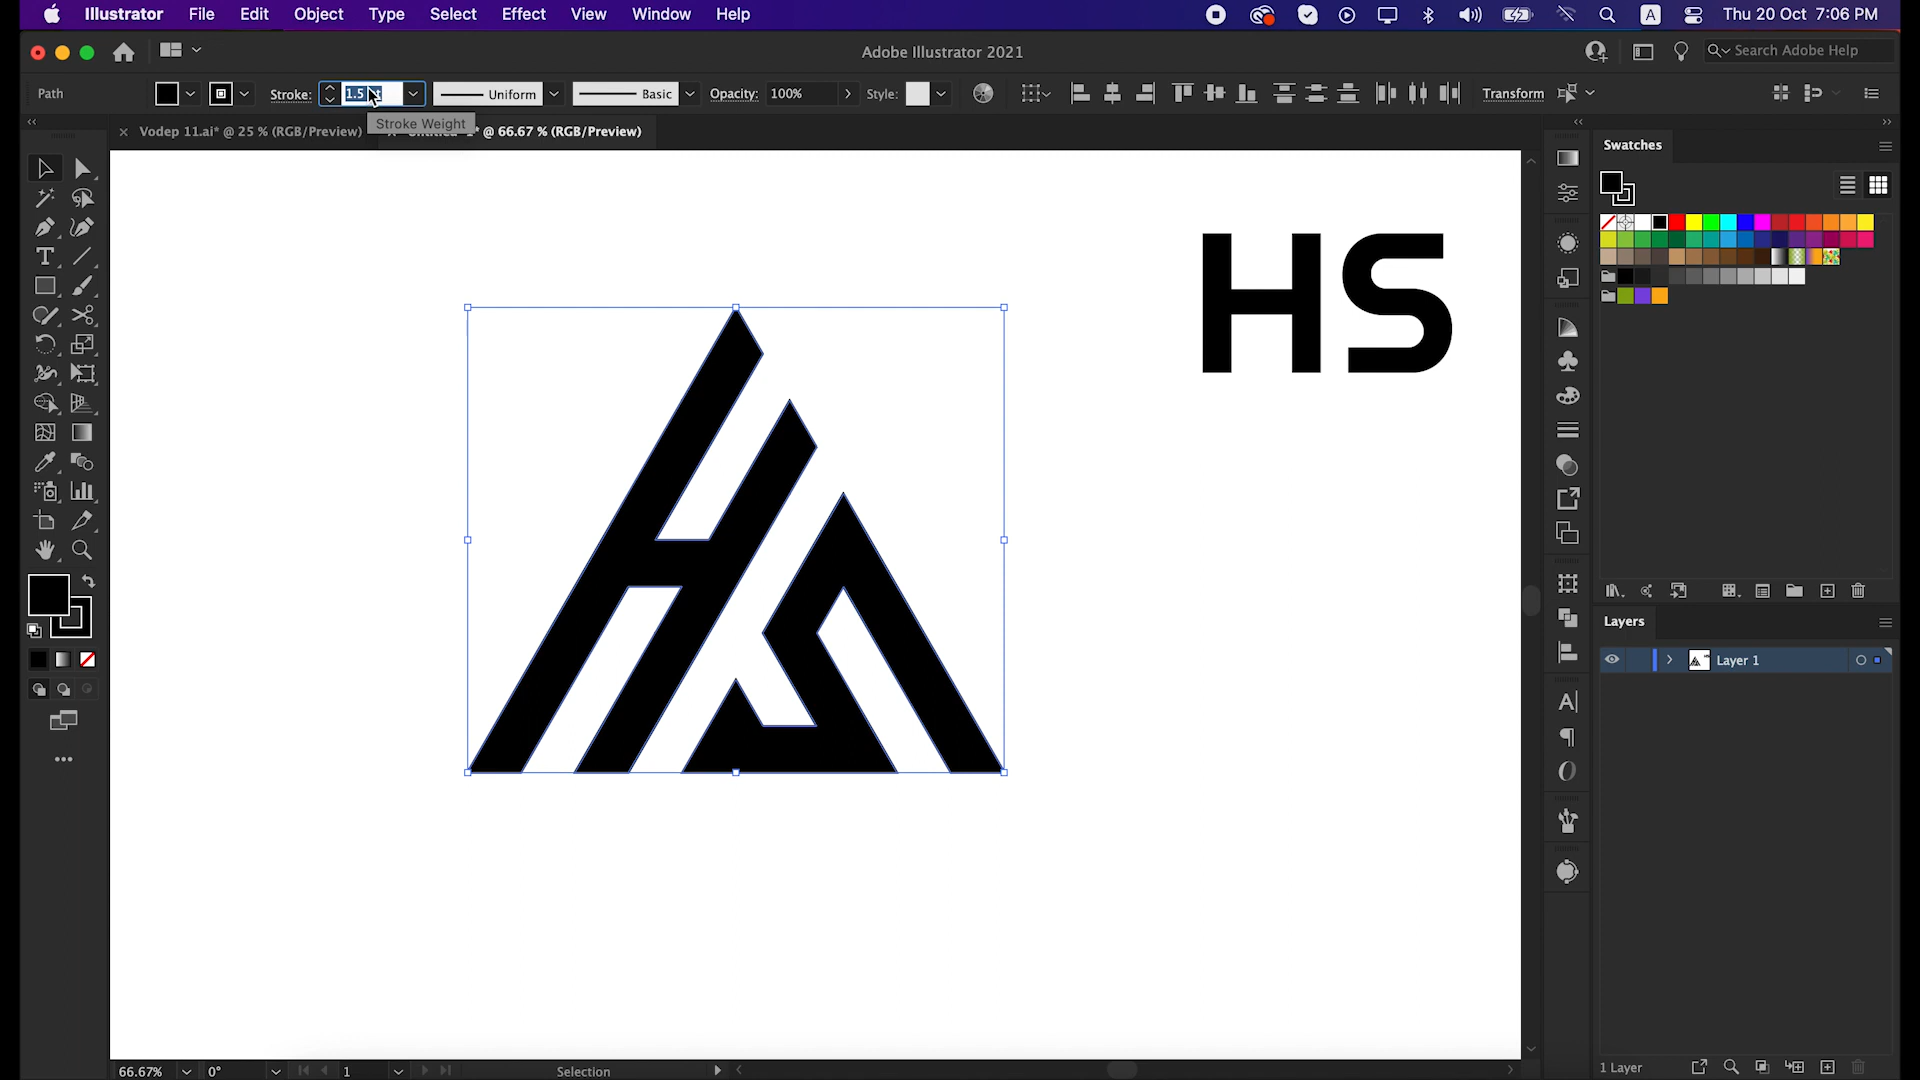 Illustrator File Edit Object Type Select Effect View Window Help
A Thu 20 Oct 7:06 PM
Adobe Illustrator 2021
Search Adobe Help
Path
Stroke:
Uniform
Basic
Opacity: 100%
Style:
Transform
Stroke Weight
× Vodep 11.ai* @ 25 % (RGB/Preview)
@ 66.67 % (RGB/Preview)
Swatches
HS
Layers
Layer 1
1 Layer
66.67%
0°
1
Selection